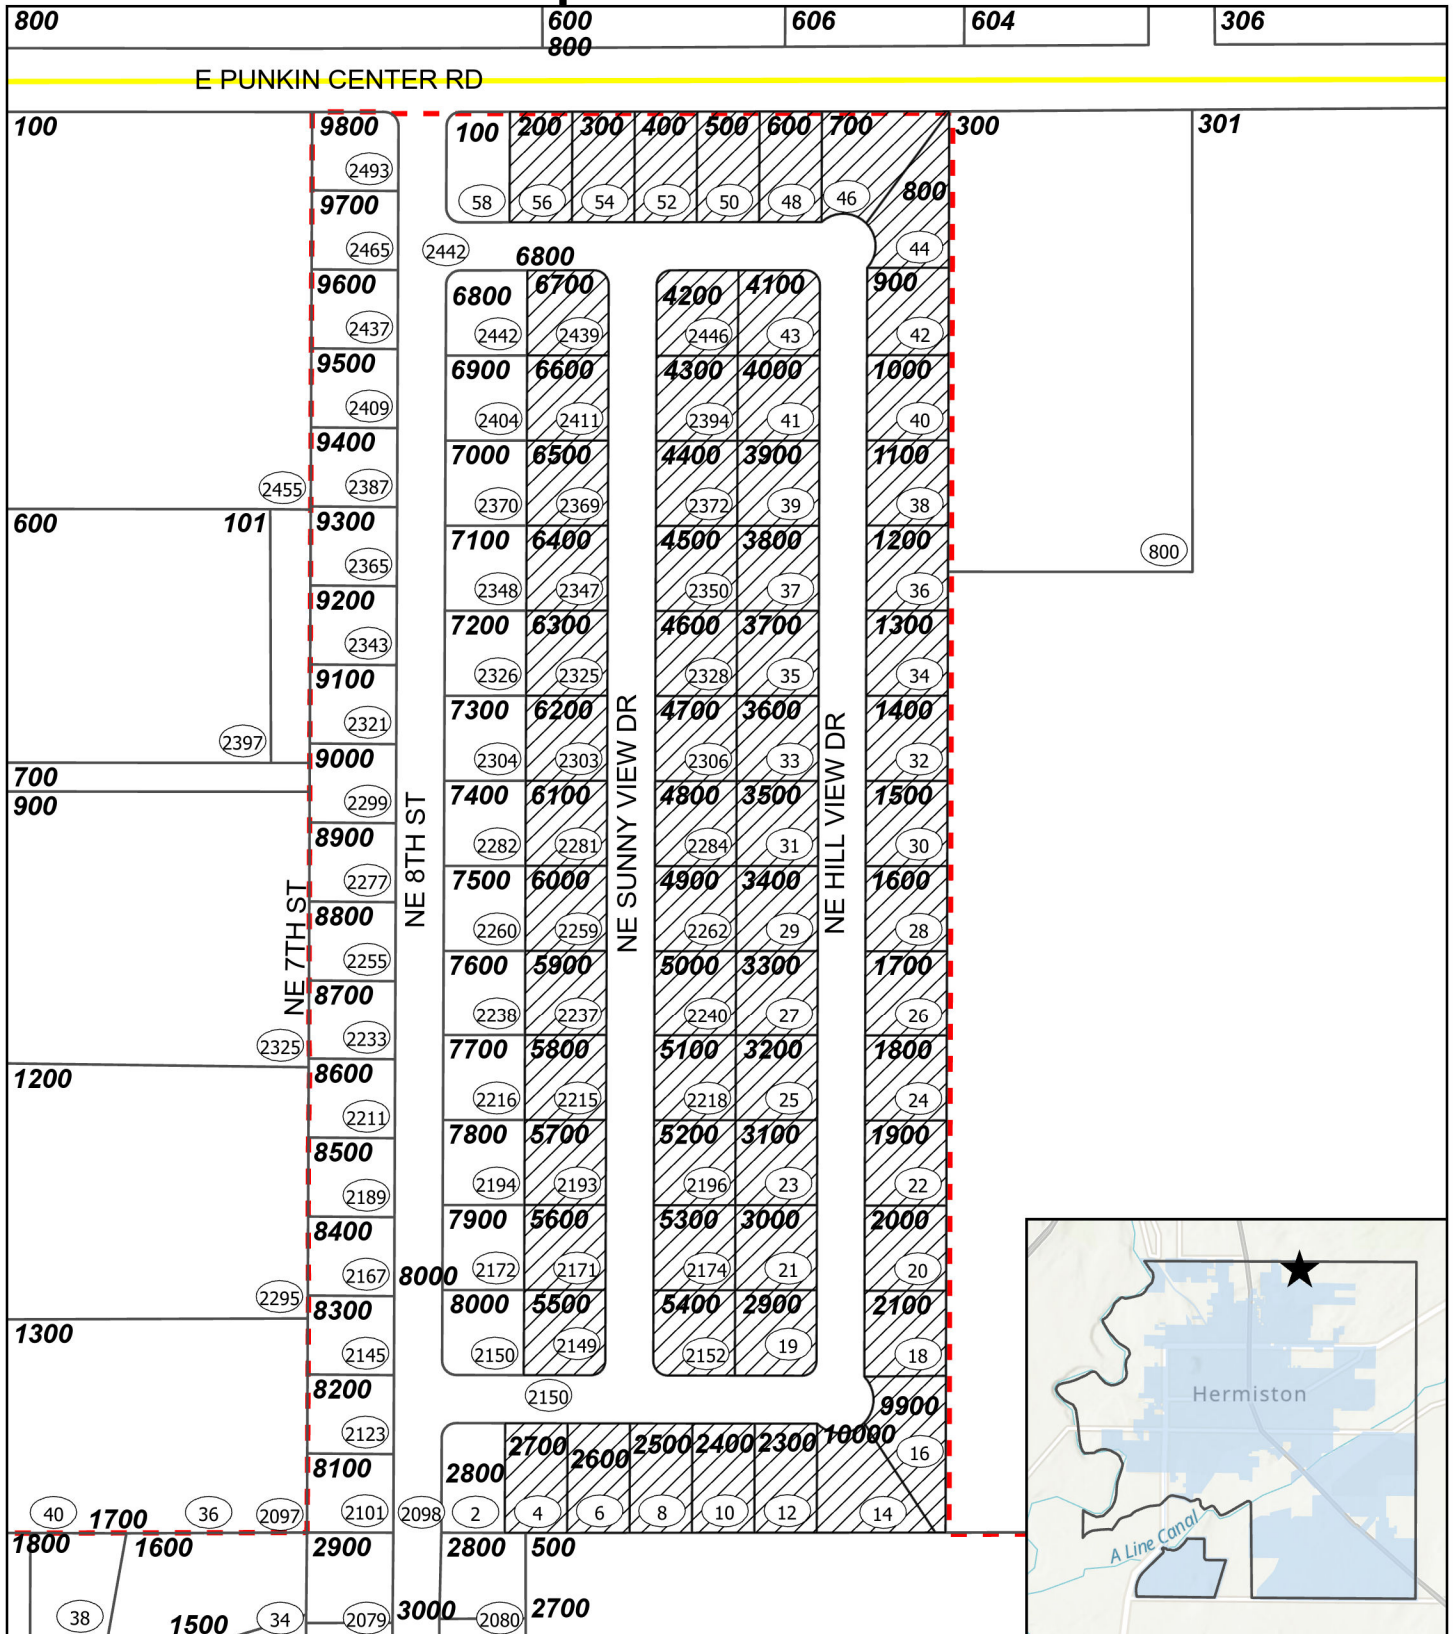 800 600 606 604 306
800
E PUNKIN CENTER RD
100 9800 100 200 300 400 500 600 700 300 301
2493
9700 800
58 56 54 52 50 48 46
2465 2442 6800 44
9600 6800 6700 4200 4100 900
2437 2442 2439 2446 43 42
9500 6900 6600 4300 4000 1000
2409 2404 2411 2394 41 40
9400 7000 6500 4400 3900 1100
2455 2387 2370 2369 2372 39 38
600 101 9300 7100 6400 4500 3800 1200
800
2365 2348 2347 2350 37 36
9200 7200 6300 4600 3700 1300
2343 2326 2325 2328 35 34
9100 7300 6200 4700 3600 1400
2397 2321 2304 2303 2306 33 32
700 9000
900 7400 6100 4800 3500 1500
2299 2282 2281 2284 31 30
NE 7TH ST
NE 8TH ST
NE SUNNY VIEW DR
NE HILL VIEW DR
8900 7500 6000 4900 3400 1600
2277 2260 2259 2262 29 28
8800 7600 5900 5000 3300 1700
2255 2238 2237 2240 27 26
8700 7700 5800 5100 3200 1800
2325 2233 2216 2215 2218 25 24
1200 8600
2211 7800 5700 5200 3100 1900
8500 2194 2193 2196 23 22
2189 7900 5600 5300 3000 2000
8400
2167 8000 2172 2171 2174 21 20
2295 8300 8000 5500 5400 2900 2100
1300
2145 2150 2149 2152 19 18
8200 2150 9900
2123 2700 2600 2500 2400 2300 10000 16
8100 2800
40 1700 36 2097 2101 2098 2 4 6 8 10 12 14
1800 1600 2900 2800 500
38 1500 34 2079 3000 2080 2700
Hermiston
A Line Canal